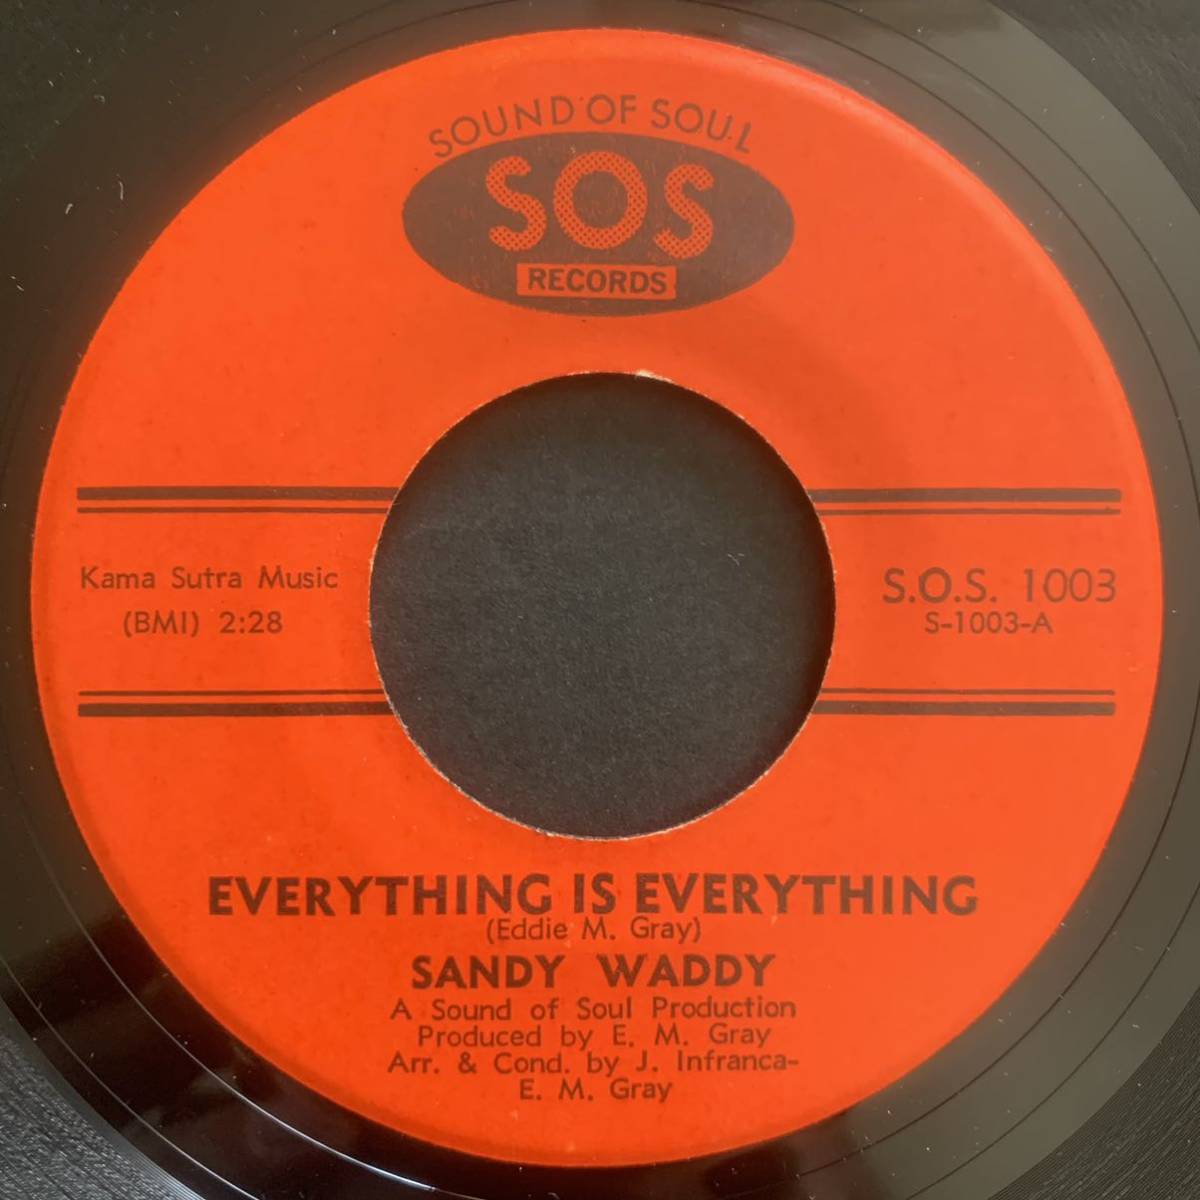 SOUND OF SOUL
SOS
RECORDS
Kama Sutra Music
(BMI) 2:28
S.O.S. 1003
S-1003-A
EVERYTHING IS EVERYTHING
(Eddie M. Gray)
SANDY WADDY
A Sound of Soul Production
Produced by E. M. Gray
Arr. & Cond. by J. Infranca-
E. M. Gray